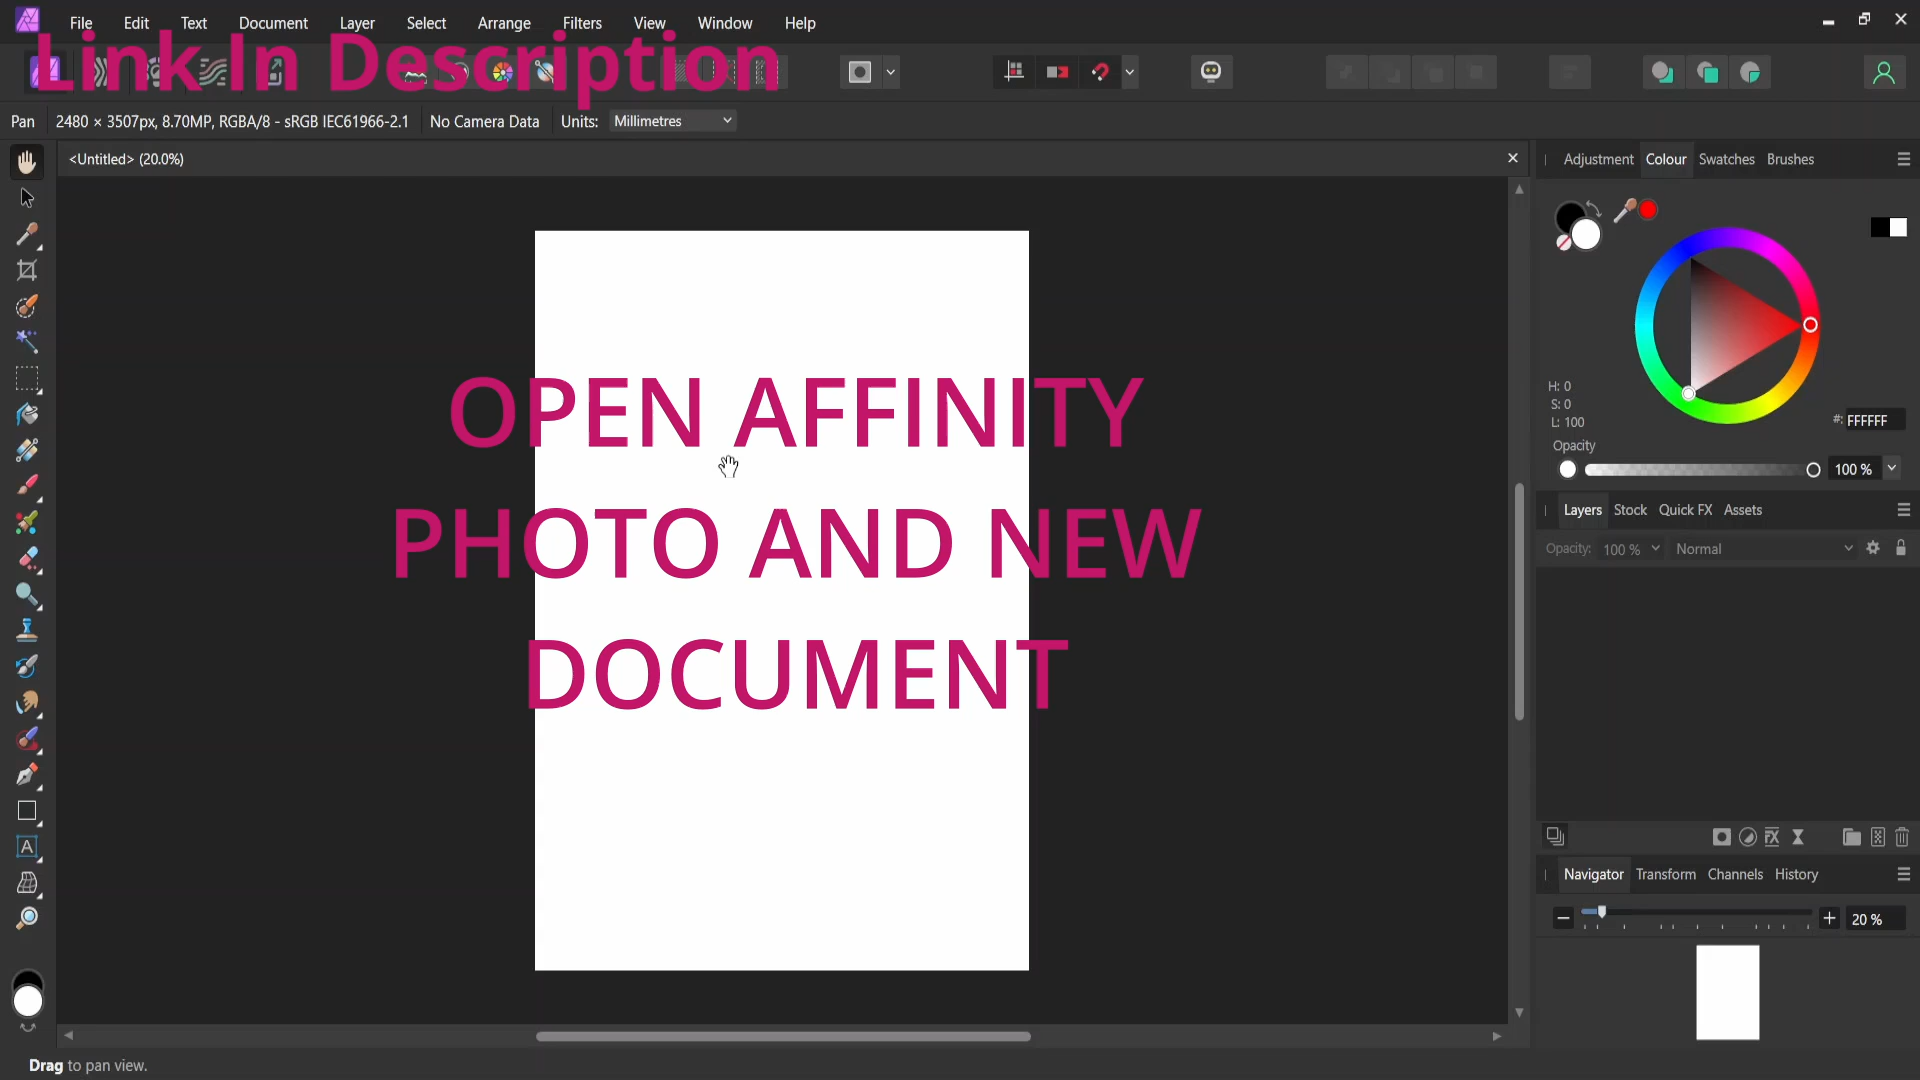 File Edit Text Document Layer Select Arrange Filters View Window Help
Link In Description
Pan 2480 × 3507px, 8.70MP, RGBA/8 - sRGB IEC61966-2.1 No Camera Data Units: Millimetres
<Untitled> (20.0%)
Adjustment Colour Swatches Brushes
OPEN AFFINITY
PHOTO AND NEW
DOCUMENT
H: 0
S: 0
L: 100
#: FFFFFF
Opacity
100 %
Layers Stock Quick FX Assets
Opacity: 100 % Normal
Navigator Transform Channels History
20 %
Drag to pan view.